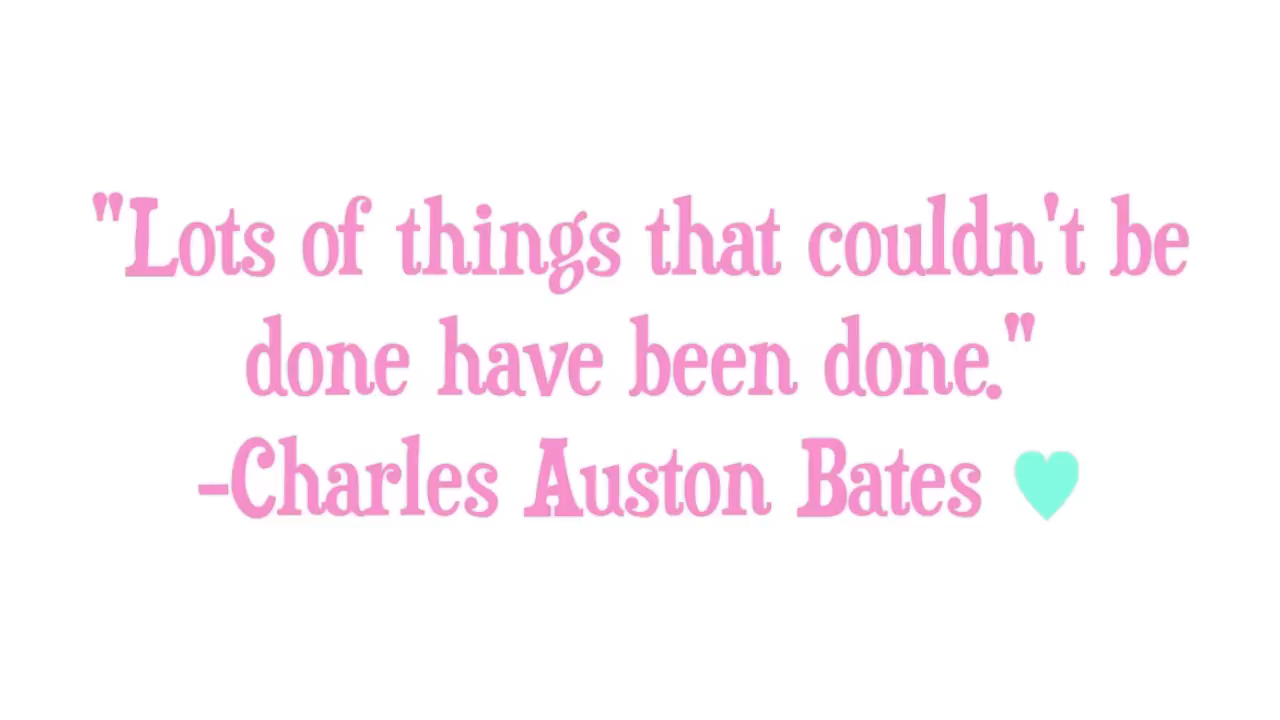 "Lots of things that couldn't be
done have been done."
-Charles Auston Bates ♥